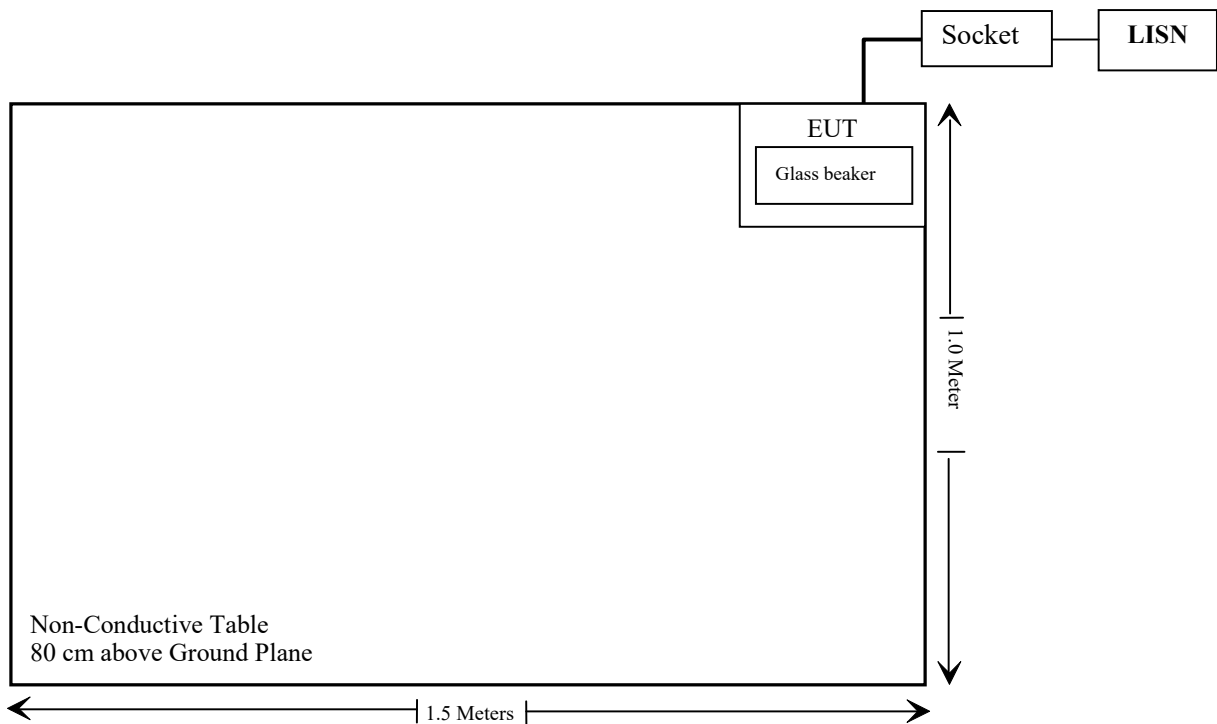 Socket
LISN
EUT
Glass beaker
1.0 Meter
Non-Conductive Table
80 cm above Ground Plane
1.5 Meters